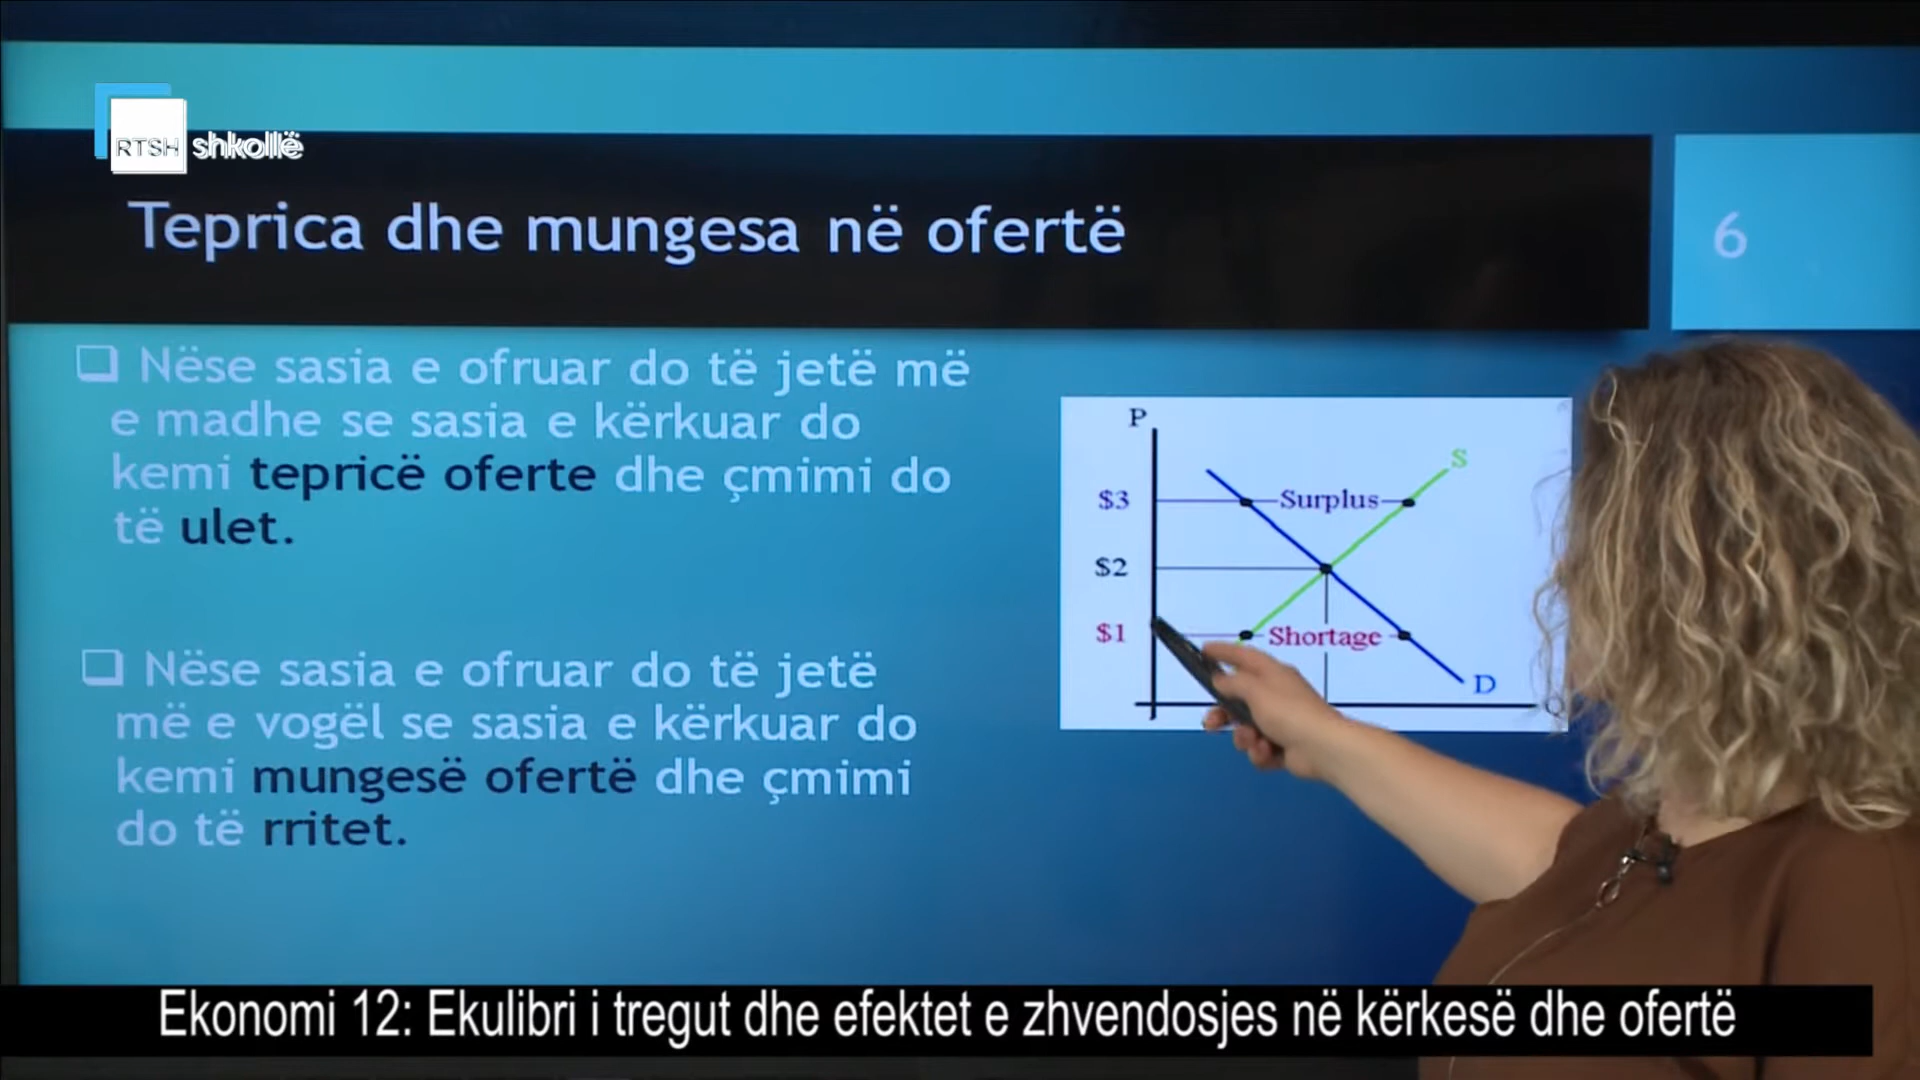 RTSH shkollë
Teprica dhe mungesa në ofertë
6
Nëse sasia e ofruar do të jetë më
e madhe se sasia e kërkuar do
kemi tepricë oferte dhe çmimi do
të ulet.
Nëse sasia e ofruar do të jetë
më e vogël se sasia e kërkuar do
kemi mungesë ofertë dhe çmimi
do të rritet.
P
S
$3
Surplus
$2
$1
Shortage
D
Q
Ekonomi 12: Ekulibri i tregut dhe efektet e zhvendosjes në kërkesë dhe ofertë